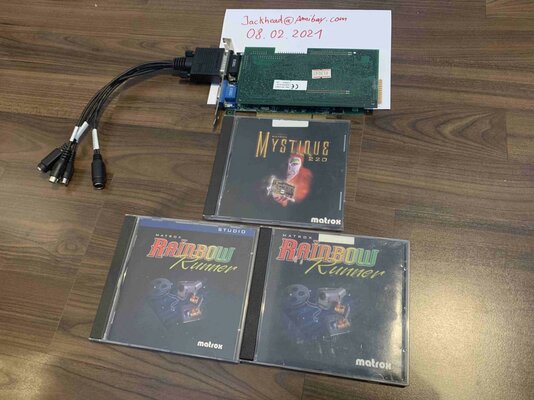 Jackhead@Amibay.com
08.02.2021
MYSTIQUE
220
matrox
STUDIO
MATROX
RAINBOW
Runner
matrox
MATROX
RAINBOW
Runner
matrox